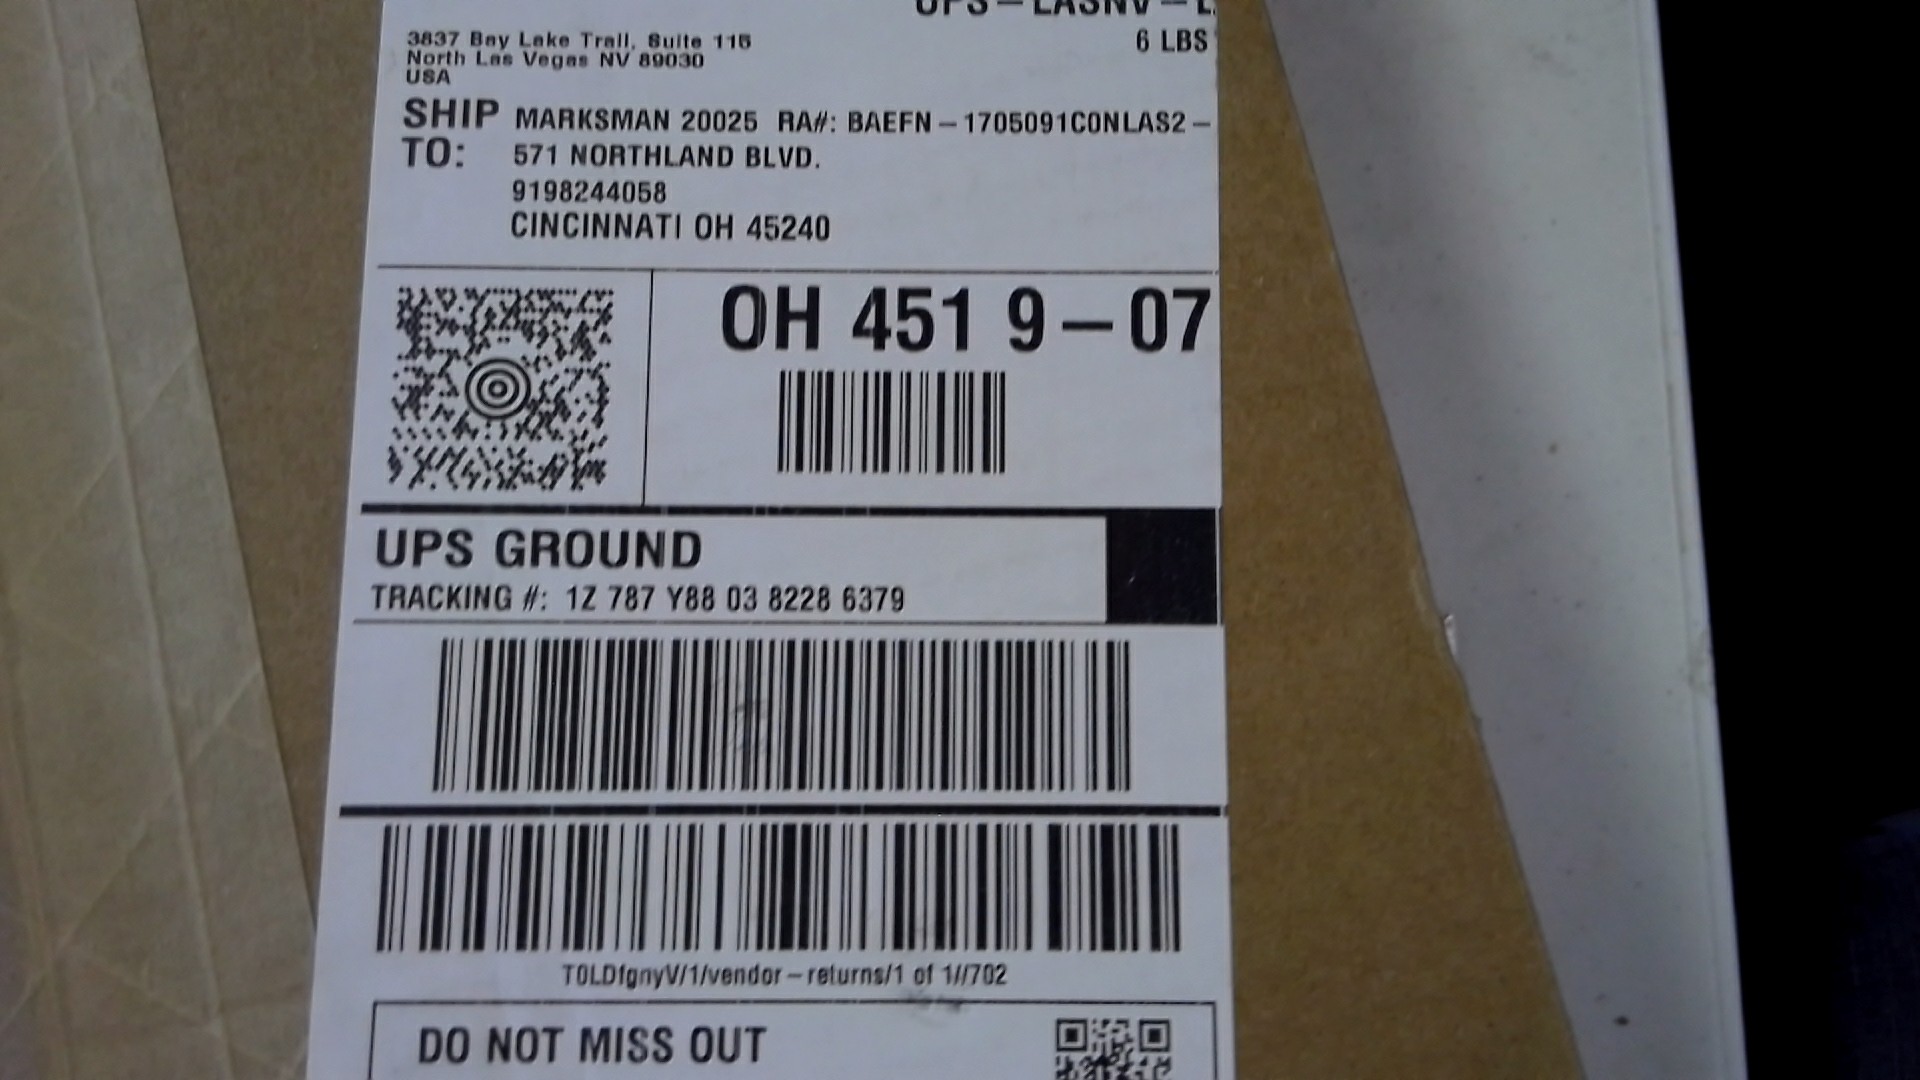 UPS – LASNV – L
6 LBS
3837 Bay Lake Trail, Suite 115
North Las Vegas NV 89030
USA
SHIP TO: MARKSMAN 20025 RA#: BAEFN – 1705091C0NLAS2 –
571 NORTHLAND BLVD.
9198244058
CINCINNATI OH 45240
OH 451 9 – 07
UPS GROUND
TRACKING #: 1Z 787 Y88 03 8228 6379
T0LDfgnyV/1/vendor – returns/1 of 1//702
DO NOT MISS OUT